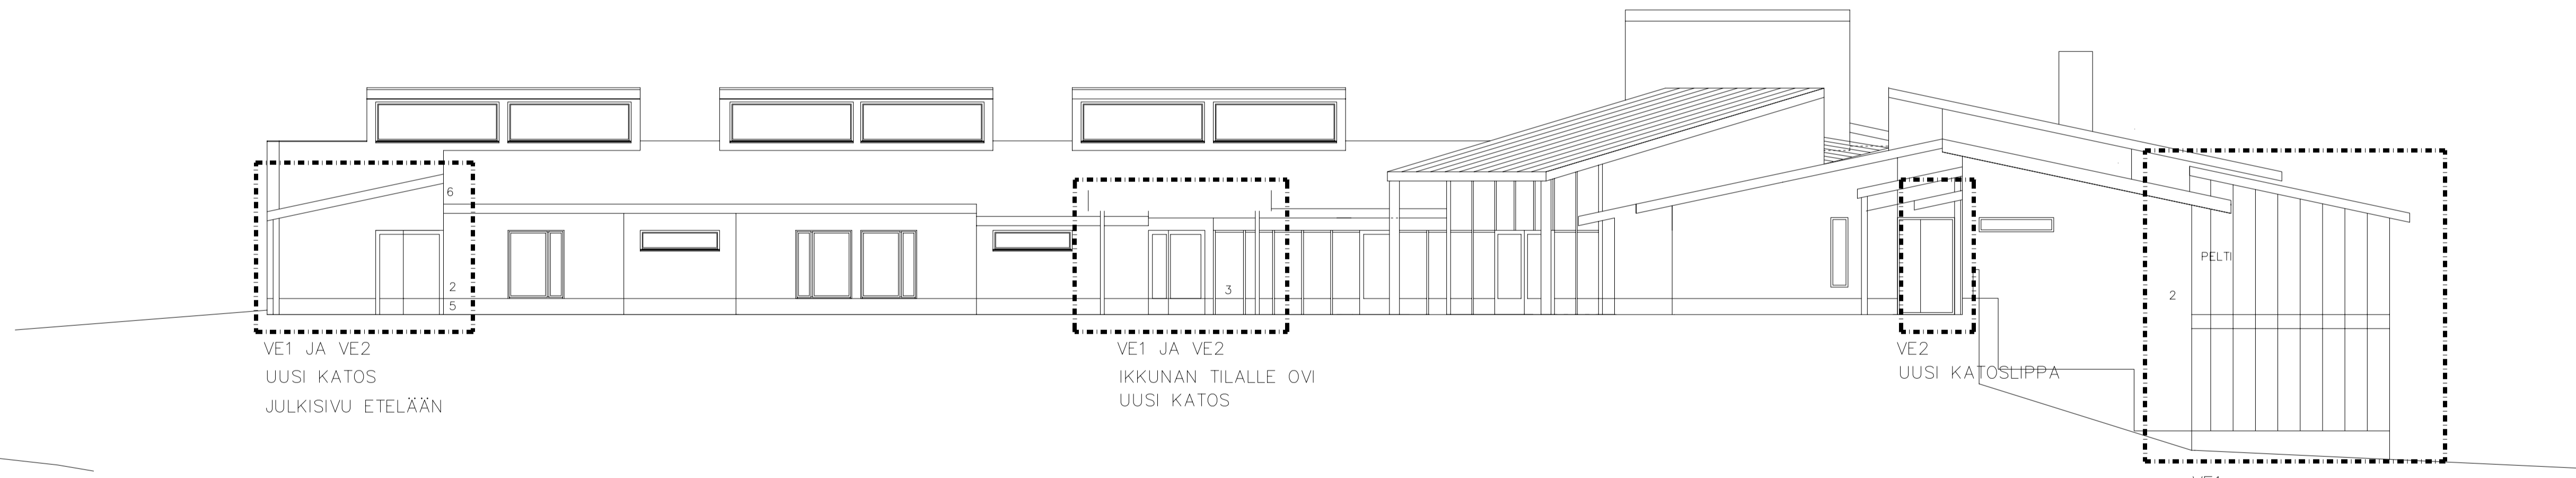 6
2
5
3
PELTI
2
VE1 JA VE2
UUSI KATOS
JULKISIVU ETELÄÄN
VE1 JA VE2
IKKUNAN TILALLE OVI
UUSI KATOS
VE2
UUSI KATOSLIPPA